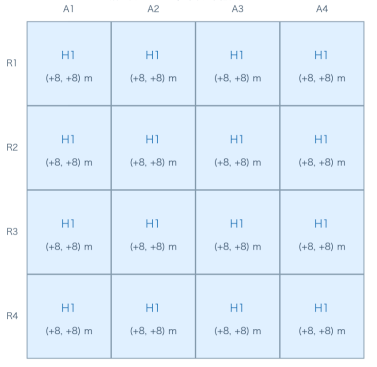 A1 A2 A3 A4
R1 H1 H1 H1 H1
(+8, +8) m (+8, +8) m (+8, +8) m (+8, +8) m
R2 H1 H1 H1 H1
(+8, +8) m (+8, +8) m (+8, +8) m (+8, +8) m
R3 H1 H1 H1 H1
(+8, +8) m (+8, +8) m (+8, +8) m (+8, +8) m
R4 H1 H1 H1 H1
(+8, +8) m (+8, +8) m (+8, +8) m (+8, +8) m